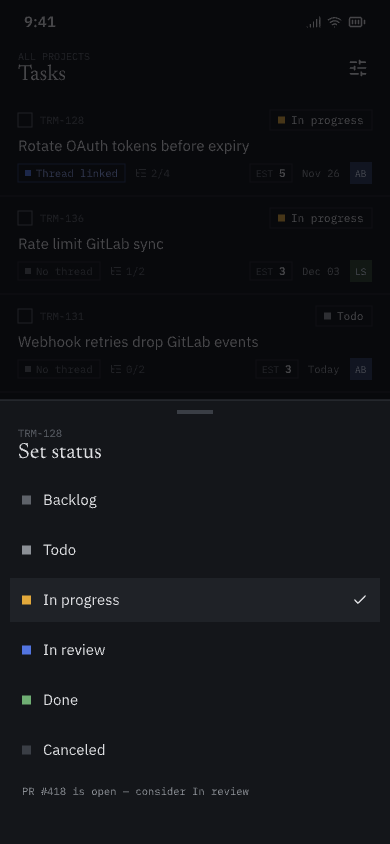 9:41
ALL PROJECTS
Tasks
TRM-128
In progress
Rotate OAuth tokens before expiry
Thread linked 2/4 EST 5 Nov 26 AB
TRM-136
In progress
Rate limit GitLab sync
No thread 1/2 EST 3 Dec 03 LS
TRM-131
Todo
Webhook retries drop GitLab events
No thread 0/2 EST 3 Today AB
TRM-128
Set status
Backlog
Todo
In progress
In review
Done
Canceled
PR #418 is open — consider In review